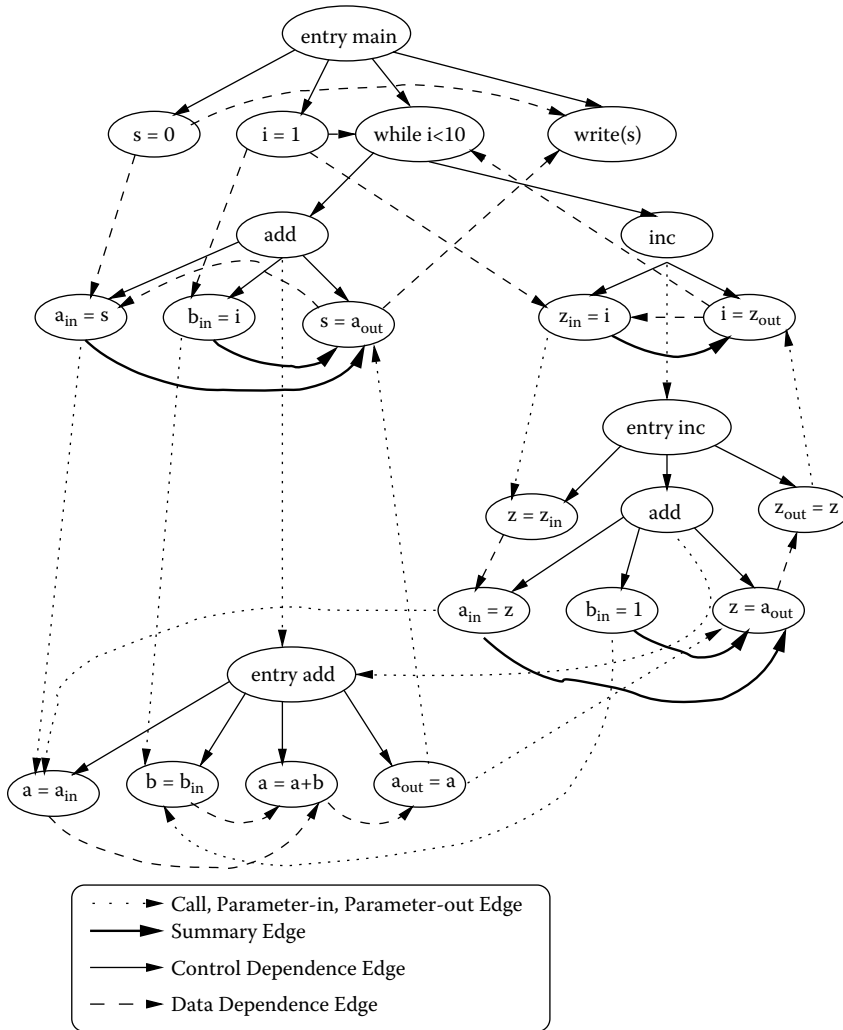 entry main
s = 0
i = 1
while i<10
write(s)
add
inc
a_in = s
b_in = i
s = a_out
z_in = i
i = z_out
entry inc
z = z_in
add
z_out = z
a_in = z
b_in = 1
z = a_out
entry add
a = a_in
b = b_in
a = a+b
a_out = a
Call, Parameter-in, Parameter-out Edge
Summary Edge
Control Dependence Edge
Data Dependence Edge